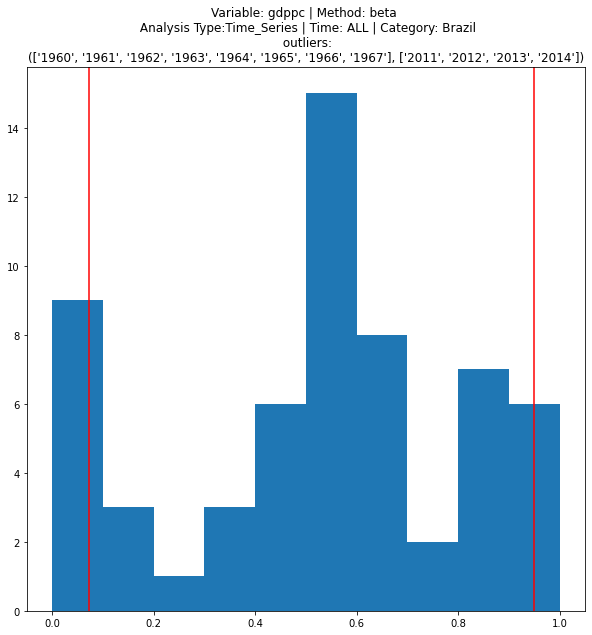 Variable: gdppc | Method: beta
Analysis Type:Time_Series | Time: ALL | Category: Brazil
outliers:
(['1960', '1961', '1962', '1963', '1964', '1965', '1966', '1967'], ['2011', '2012', '2013', '2014'])
14
12
10
8
6
4
2
0
0.0 0.2 0.4 0.6 0.8 1.0